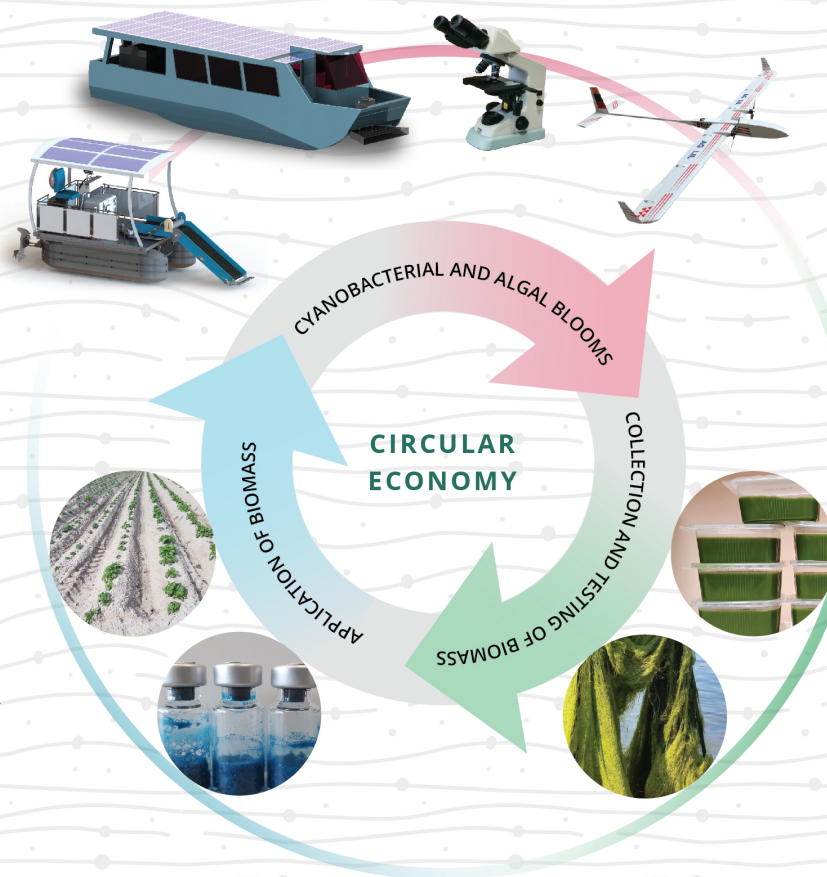 CYANOBACTERIAL AND ALGAL BLOOMS
COLLECTION AND TESTING OF BIOMASS
APPLICATION OF BIOMASS
CIRCULAR
ECONOMY